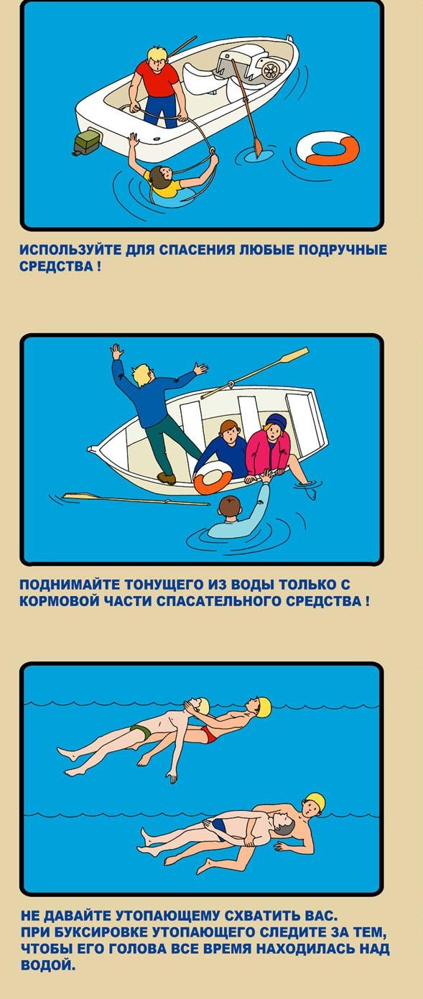 ИСПОЛЬЗУЙТЕ ДЛЯ СПАСЕНИЯ ЛЮБЫЕ ПОДРУЧНЫЕ
СРЕДСТВА !
ПОДНИМАЙТЕ ТОНУЩЕГО ИЗ ВОДЫ ТОЛЬКО С
КОРМОВОЙ ЧАСТИ СПАСАТЕЛЬНОГО СРЕДСТВА !
НЕ ДАВАЙТЕ УТОПАЮЩЕМУ СХВАТИТЬ ВАС.
ПРИ БУКСИРОВКЕ УТОПАЮЩЕГО СЛЕДИТЕ ЗА ТЕМ,
ЧТОБЫ ЕГО ГОЛОВА ВСЕ ВРЕМЯ НАХОДИЛАСЬ НАД
ВОДОЙ.